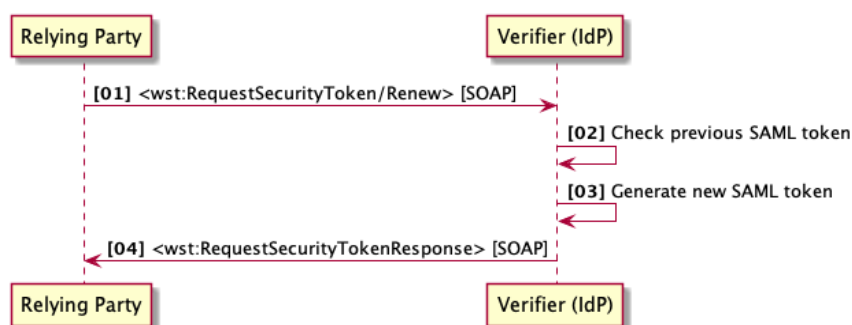 Relying Party
Verifier (IdP)
[01] <wst:RequestSecurityToken/Renew> [SOAP]
[02] Check previous SAML token
[03] Generate new SAML token
[04] <wst:RequestSecurityTokenResponse> [SOAP]
Relying Party
Verifier (IdP)